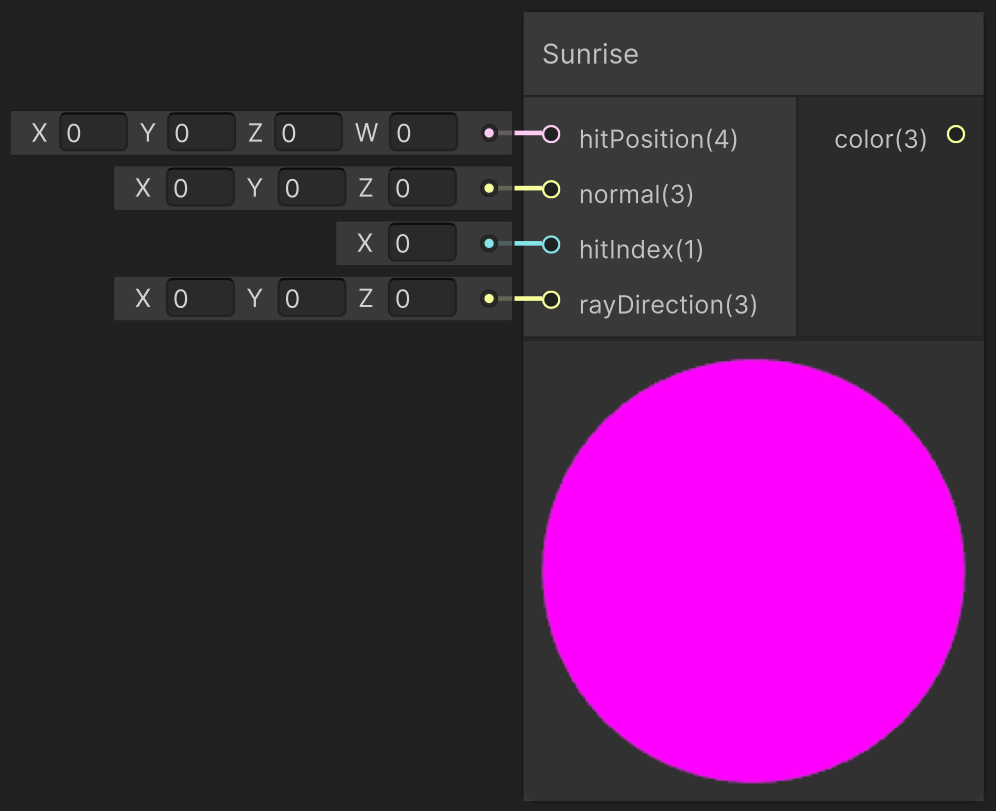 Sunrise
X 0 Y 0 Z 0 W 0 hitPosition(4) color(3)
X 0 Y 0 Z 0 normal(3)
X 0 hitIndex(1)
X 0 Y 0 Z 0 rayDirection(3)